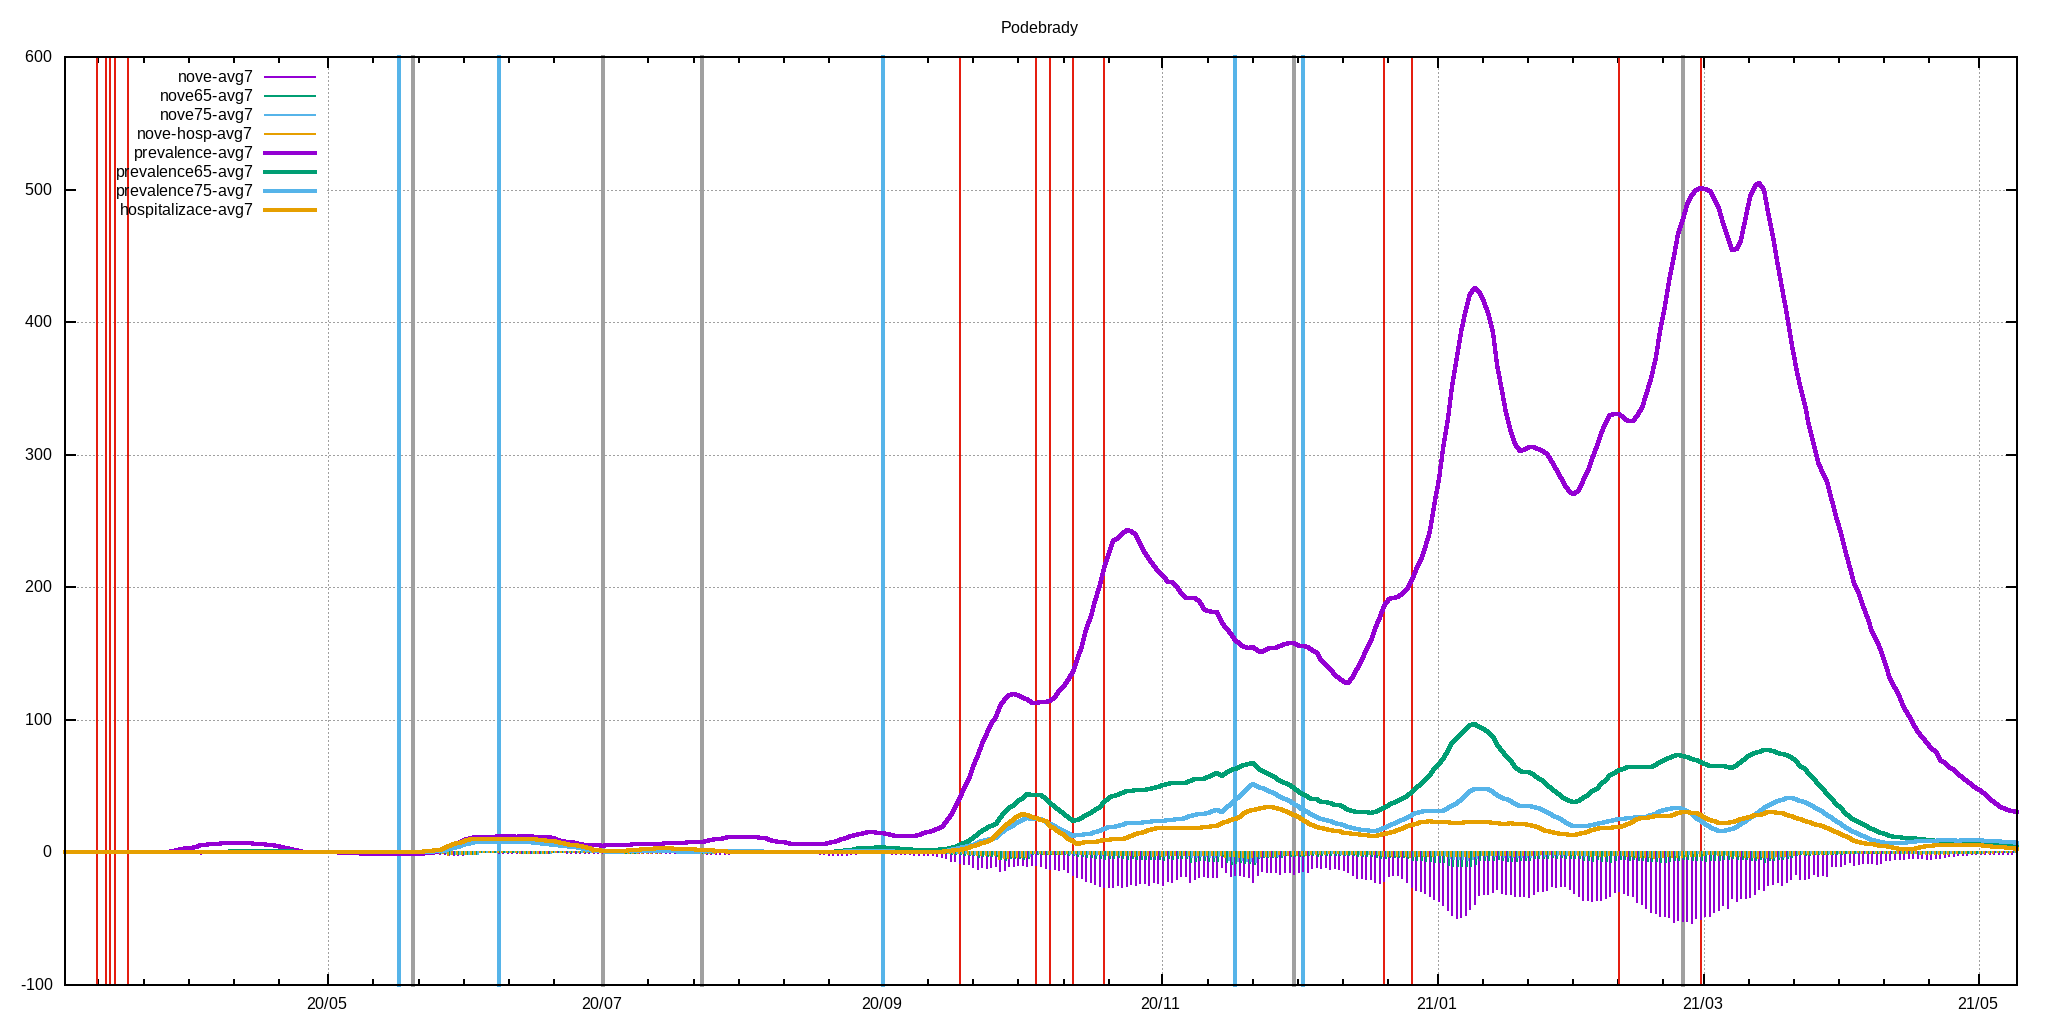 Podebrady
600
500
400
300
200
100
0
-100
nove-avg7
nove65-avg7
nove75-avg7
nove-hosp-avg7
prevalence-avg7
prevalence65-avg7
prevalence75-avg7
hospitalizace-avg7
20/05 20/07 20/09 20/11 21/01 21/03 21/05